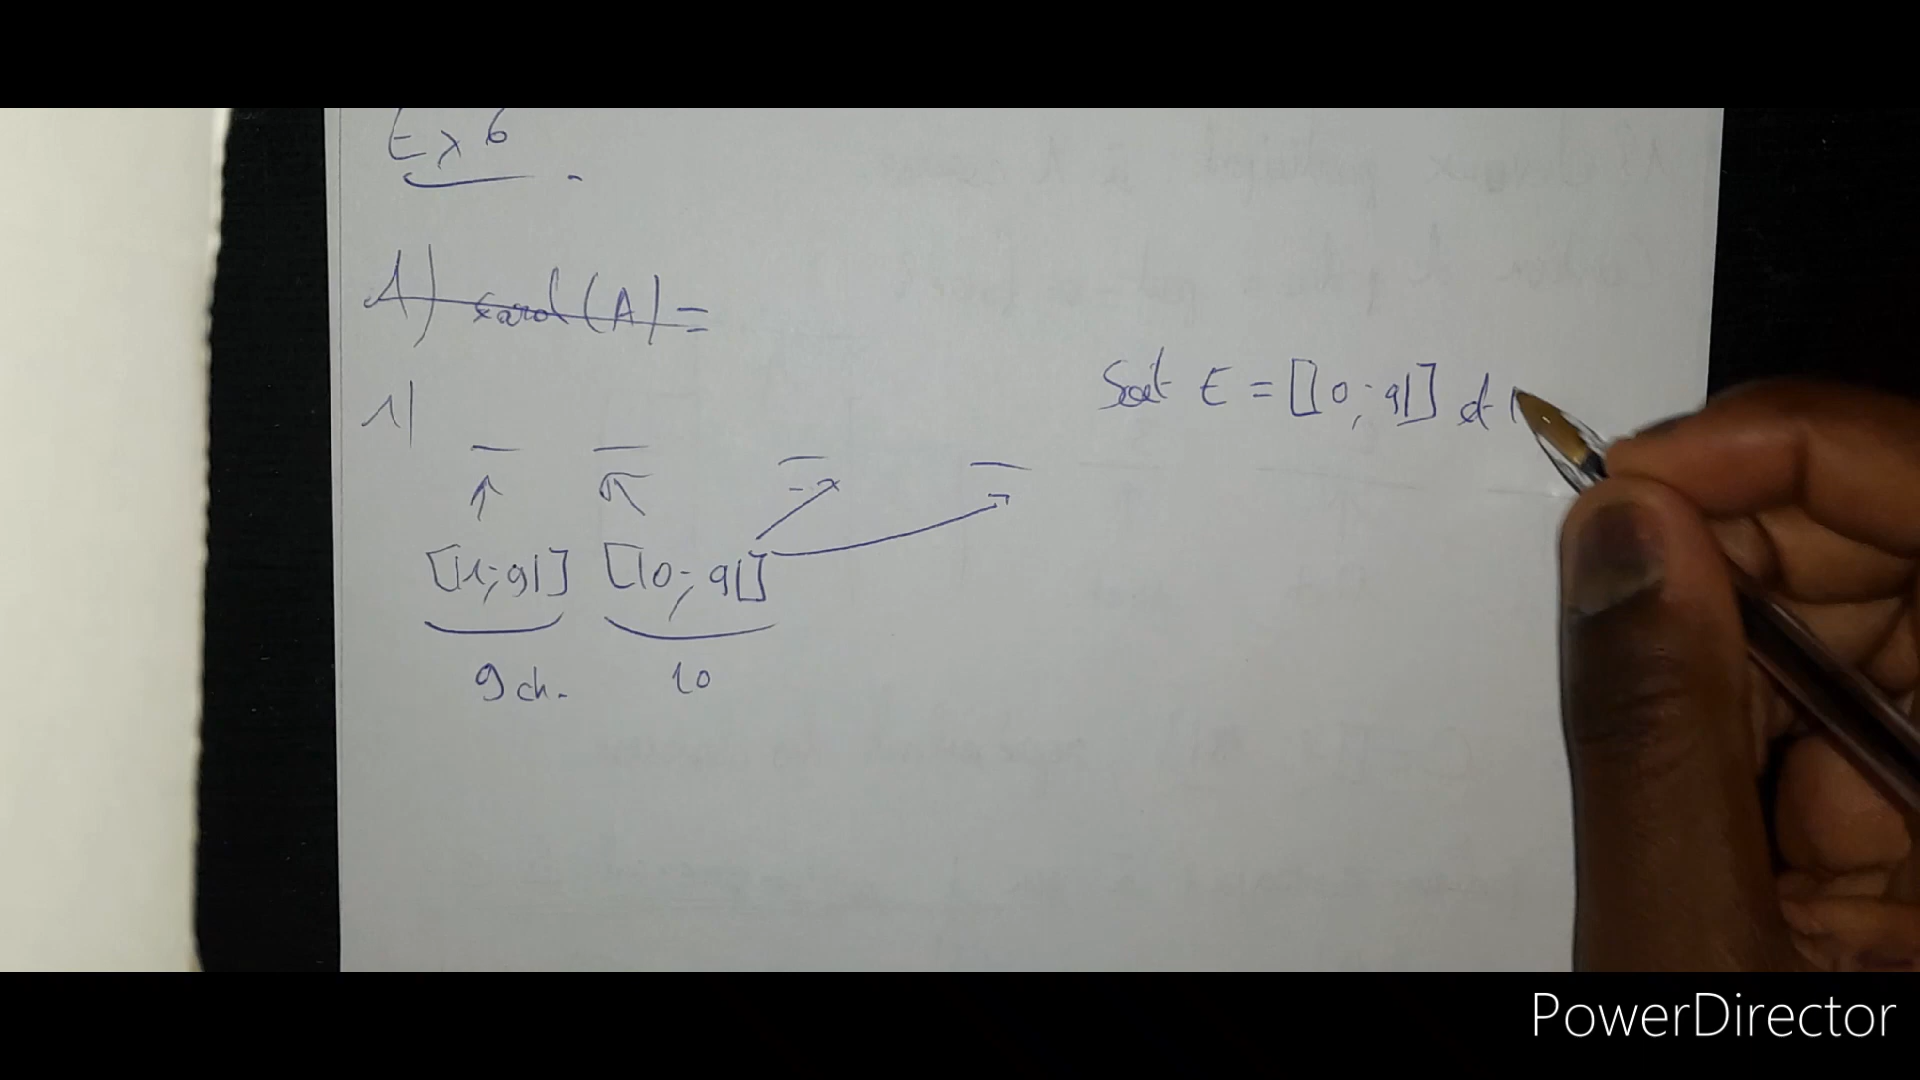 Ex 6
1) card(A) =
1)
Soit E = [|0; 9|] et
[|1; 9|] [|0; 9|]
9 ch. 10
PowerDirector